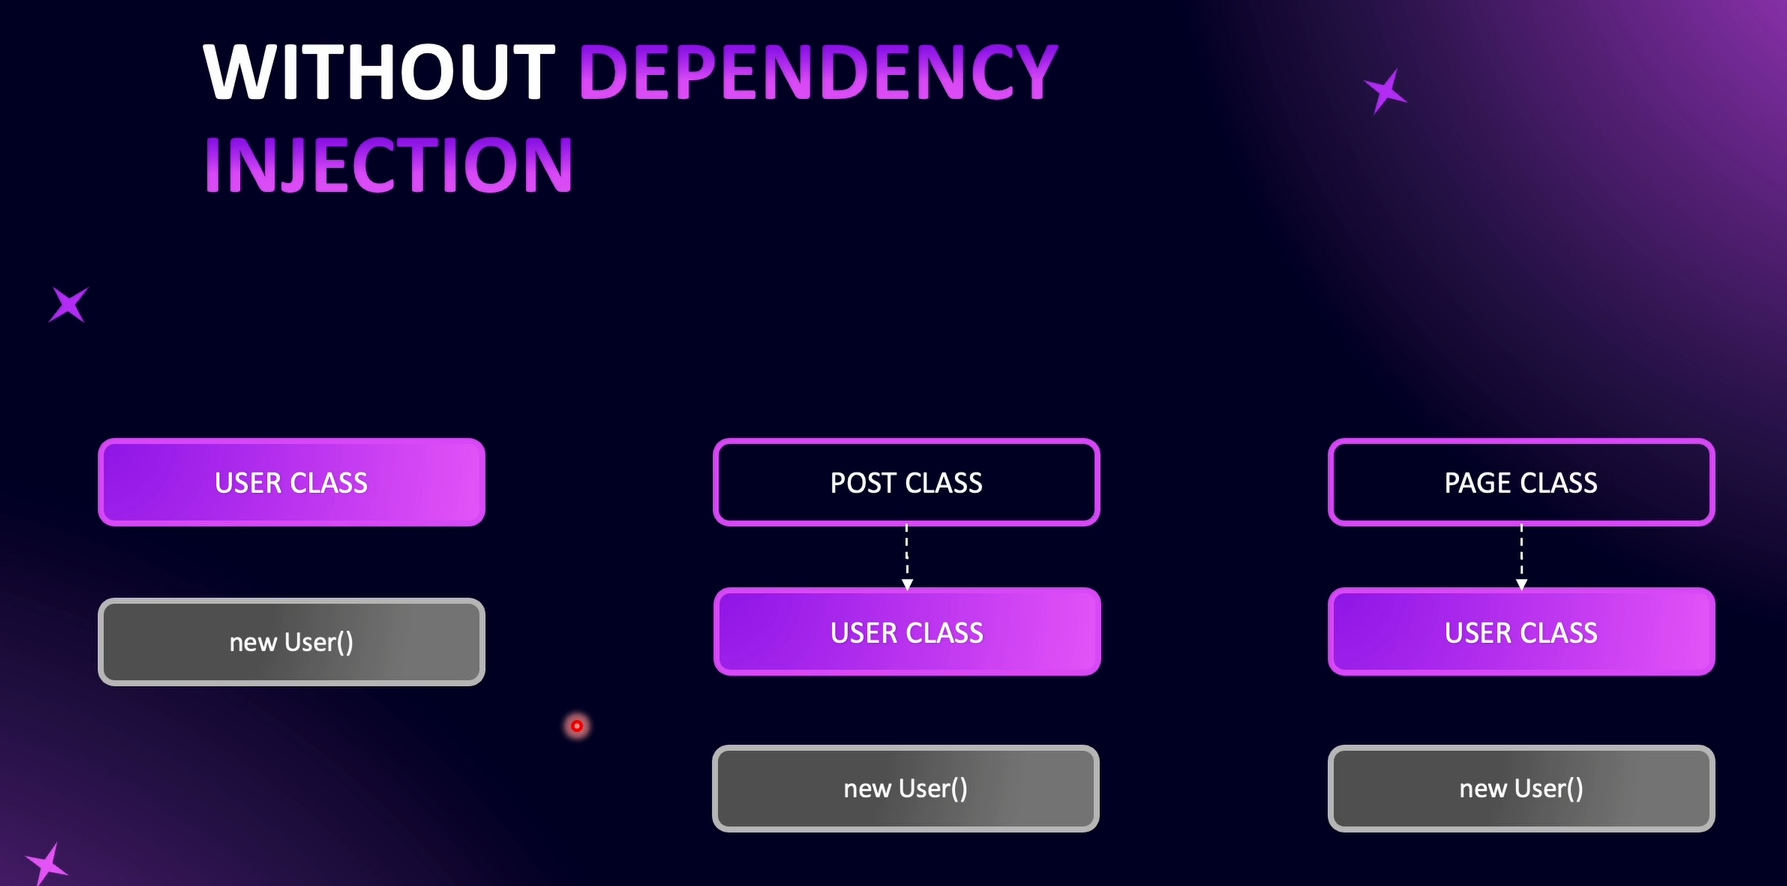 WITHOUT DEPENDENCY
INJECTION
USER CLASS
new User()
POST CLASS
USER CLASS
new User()
PAGE CLASS
USER CLASS
new User()